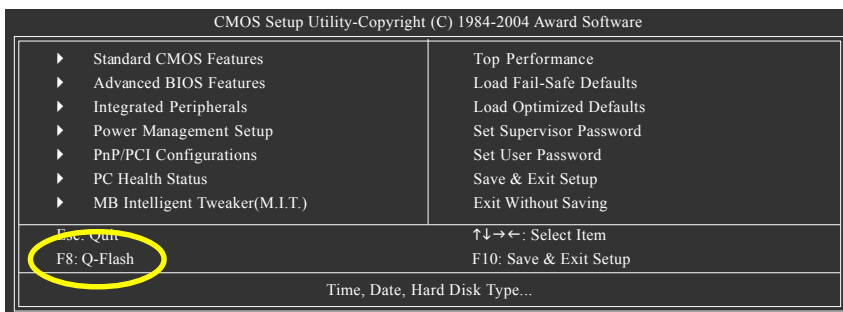 CMOS Setup Utility-Copyright (C) 1984-2004 Award Software
Standard CMOS Features
Advanced BIOS Features
Integrated Peripherals
Power Management Setup
PnP/PCI Configurations
PC Health Status
MB Intelligent Tweaker(M.I.T.)
Top Performance
Load Fail-Safe Defaults
Load Optimized Defaults
Set Supervisor Password
Set User Password
Save & Exit Setup
Exit Without Saving
Esc: Quit
F8: Q-Flash
↑↓→←: Select Item
F10: Save & Exit Setup
Time, Date, Hard Disk Type...